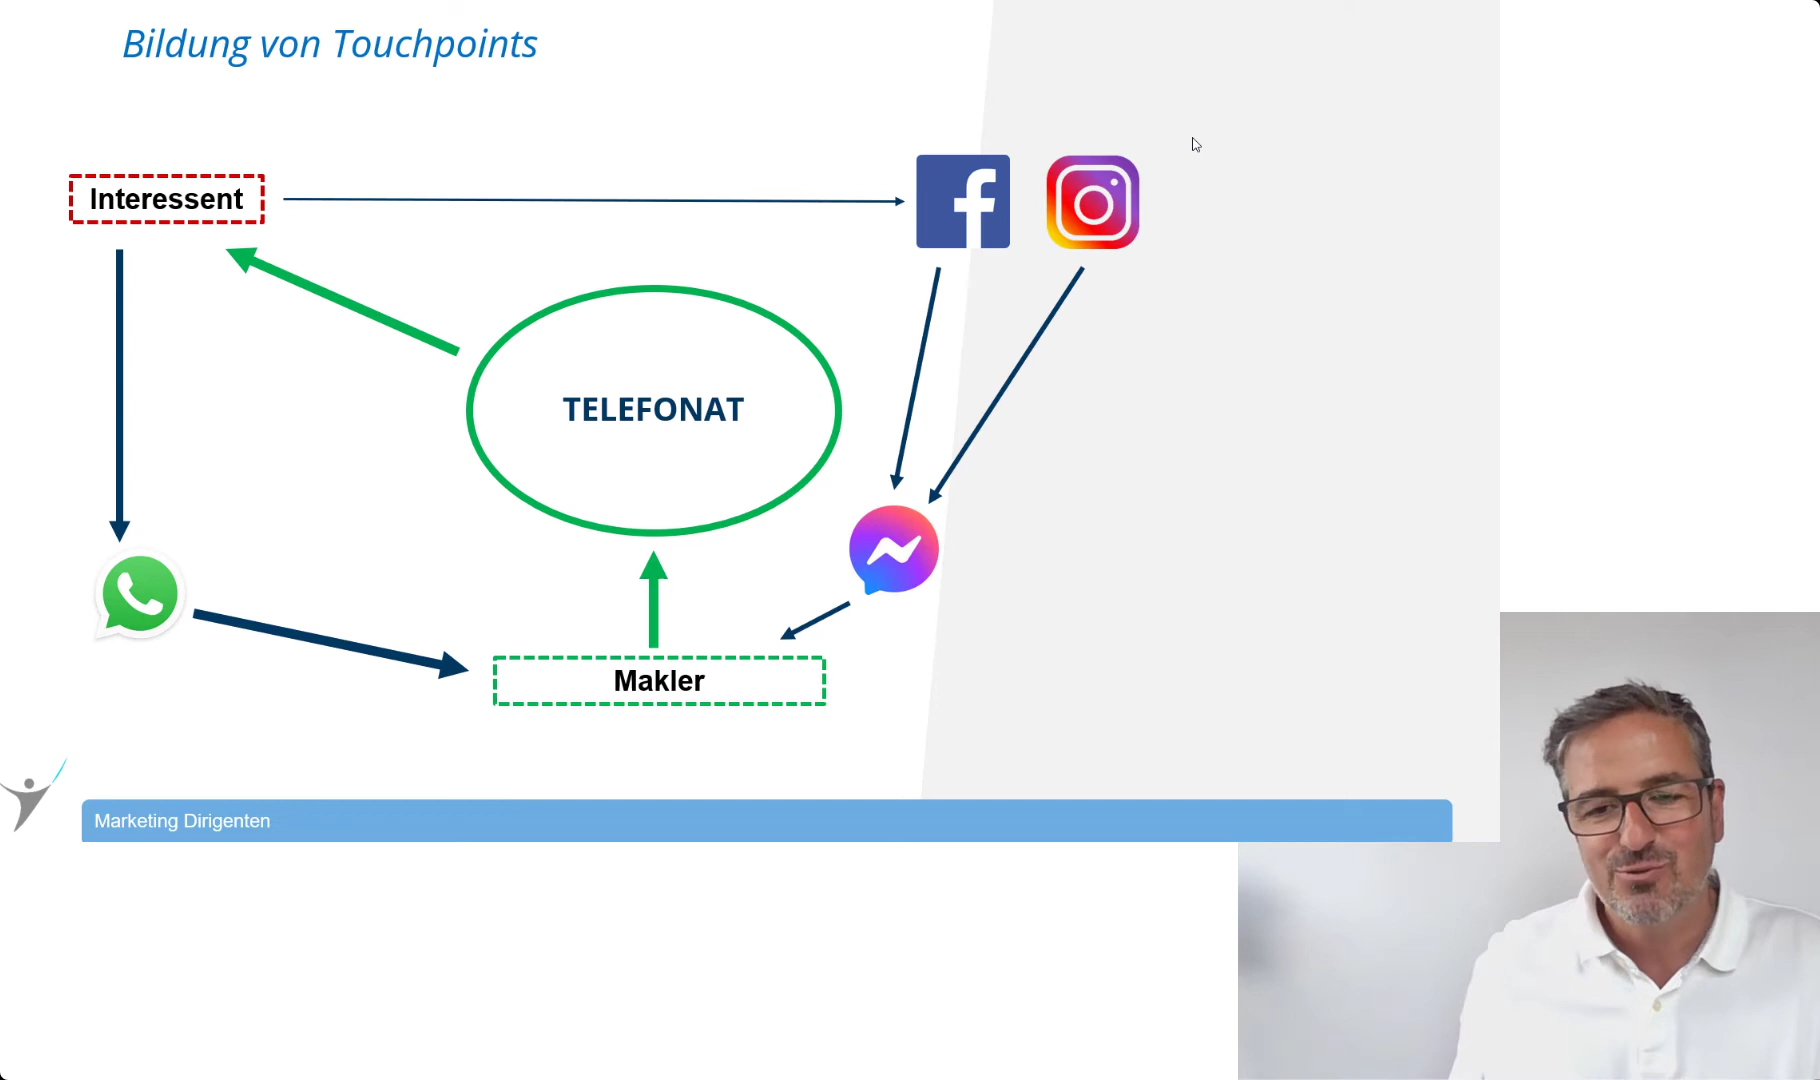 Bildung von Touchpoints
Interessent
TELEFONAT
Makler
Marketing Dirigenten